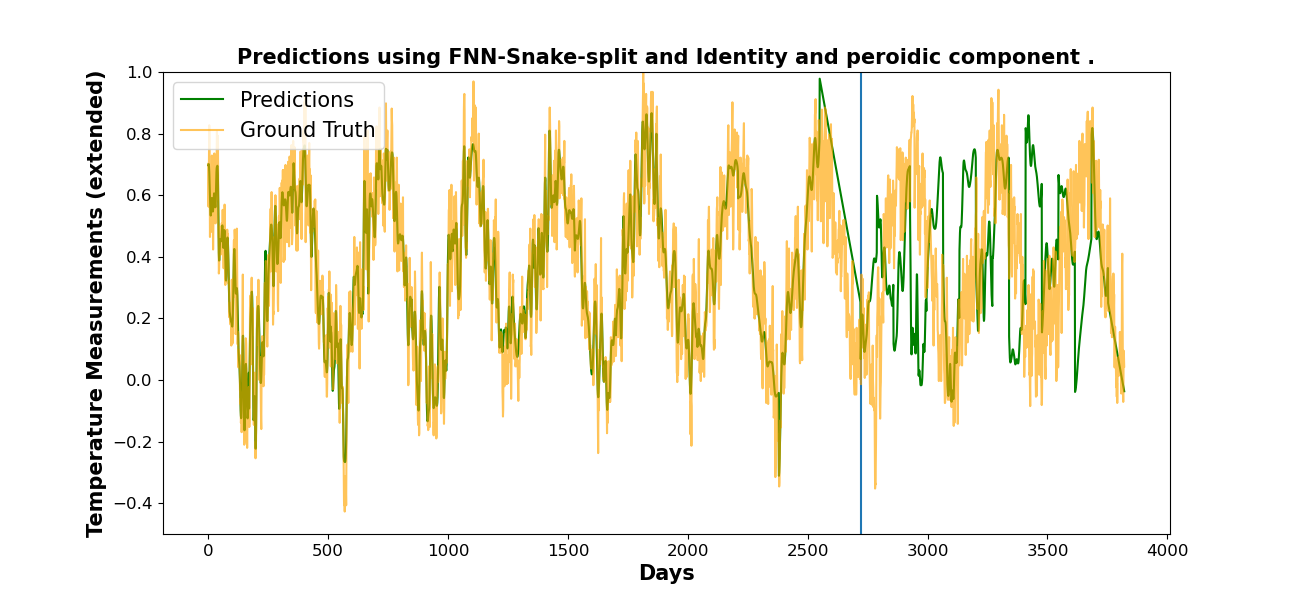 Predictions using FNN-Snake-split and Identity and peroidic component .
Temperature Measurements (extended)
1.0
0.8
0.6
0.4
0.2
0.0
−0.2
−0.4
Predictions
Ground Truth
0 500 1000 1500 2000 2500 3000 3500 4000
Days